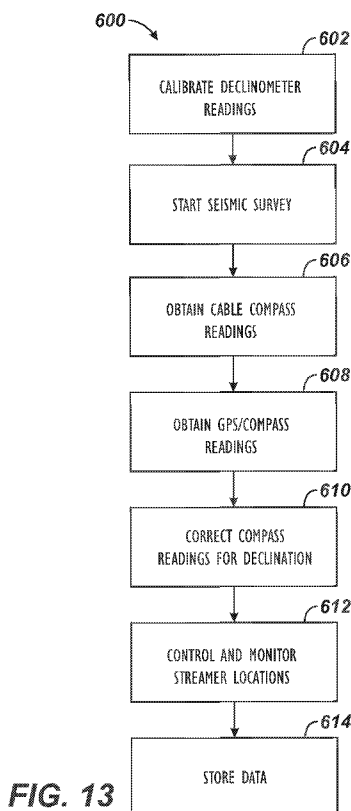 600
602
CALIBRATE DECLINOMETER
READINGS
604
START SEISMIC SURVEY
606
OBTAIN CABLE COMPASS
READINGS
608
OBTAIN GPS/COMPASS
READINGS
610
CORRECT COMPASS
READINGS FOR DECLINATION
612
CONTROL AND MONITOR
STREAMER LOCATIONS
614
STORE DATA
FIG. 13